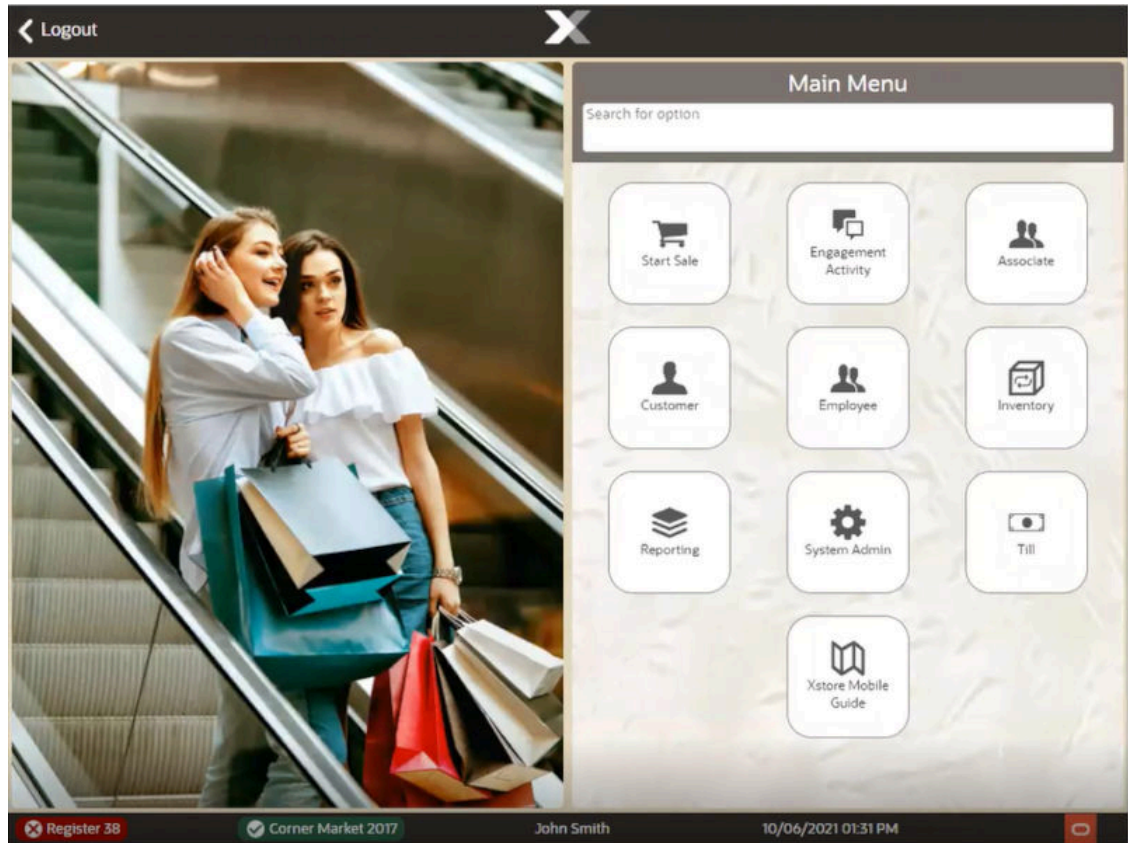 Logout
Main Menu
Search for option
Start Sale
Engagement
Activity
Associate
Customer
Employee
Inventory
Reporting
System Admin
Till
Xstore Mobile
Guide
Register 38
Corner Market 2017
John Smith
10/06/2021 01:31 PM